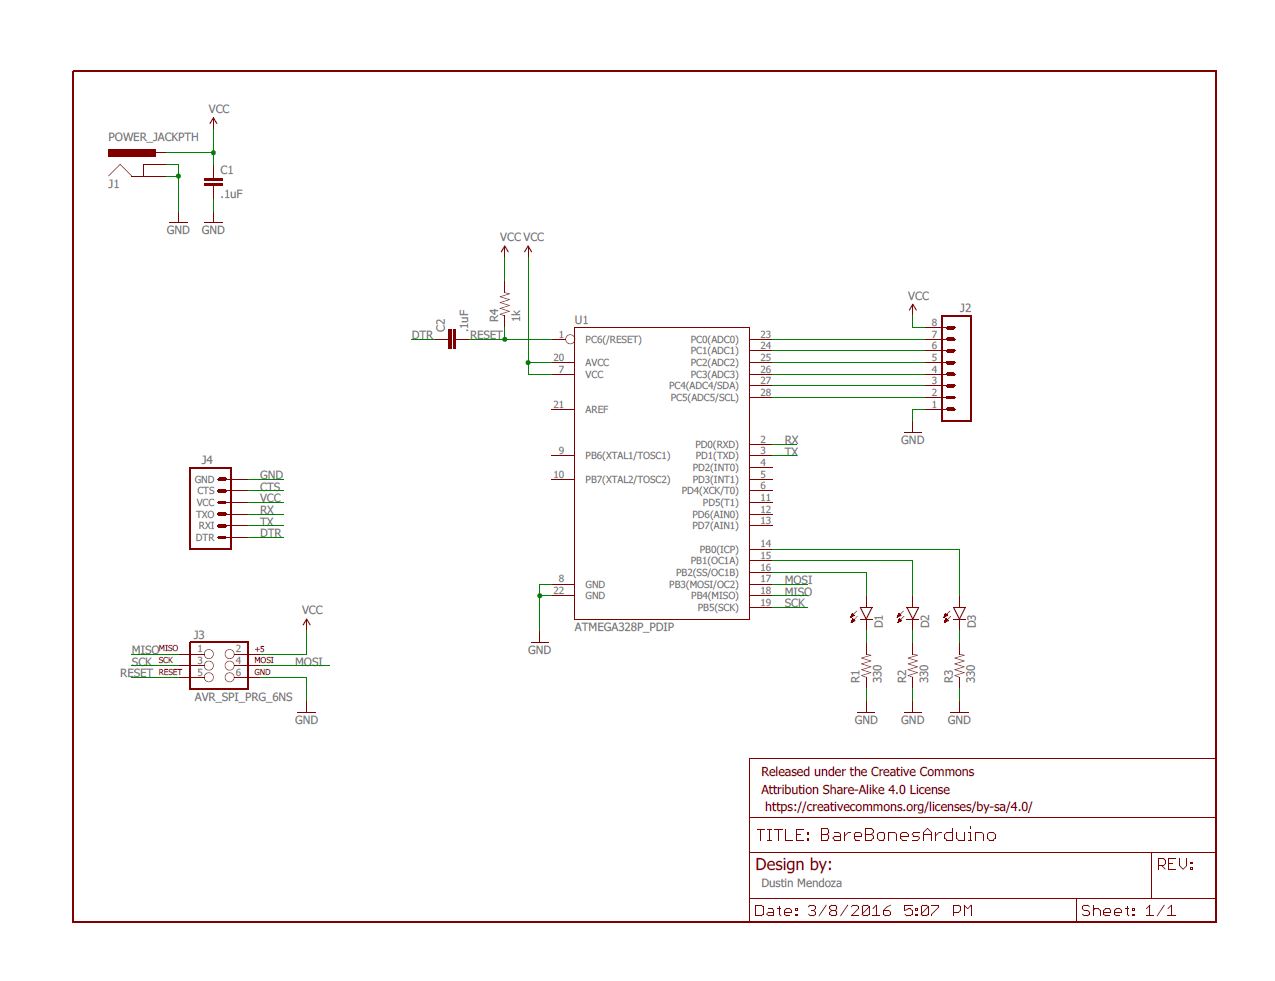 VCC
POWER_JACKPTH
J1
C1
.1uF
GND
GND
VCC
VCC
R4
1k
C2
.1uF
DTR
RESET
U1
1
20
7
21
9
10
8
22
PC6(/RESET)
AVCC
VCC
AREF
PB6(XTAL1/TOSC1)
PB7(XTAL2/TOSC2)
GND
GND
PC0(ADC0)
PC1(ADC1)
PC2(ADC2)
PC3(ADC3)
PC4(ADC4/SDA)
PC5(ADC5/SCL)
PD0(RXD)
PD1(TXD)
PD2(INT0)
PD3(INT1)
PD4(XCK/T0)
PD5(T1)
PD6(AIN0)
PD7(AIN1)
PB0(ICP)
PB1(OC1A)
PB2(SS/OC1B)
PB3(MOSI/OC2)
PB4(MISO)
PB5(SCK)
23
24
25
26
27
28
2
3
4
5
6
11
12
13
14
15
16
17
18
19
RX
TX
MOSI
MISO
SCK
ATMEGA328P_PDIP
GND
VCC
J2
8
7
6
5
4
3
2
1
GND
J4
GND
CTS
VCC
TXO
RXI
DTR
GND
CTS
VCC
RX
TX
DTR
VCC
J3
MISO MISO 1 2 +5
SCK SCK 3 4 MOSI MOSI
RESET RESET 5 6 GND
AVR_SPI_PRG_6NS
GND
D1
D2
D3
R1
330
R2
330
R3
330
GND
GND
GND
Released under the Creative Commons
Attribution Share-Alike 4.0 License
https://creativecommons.org/licenses/by-sa/4.0/
TITLE: BareBonesArduino
Design by:
REV:
Dustin Mendoza
Date: 3/8/2016 5:07 PM
Sheet: 1/1